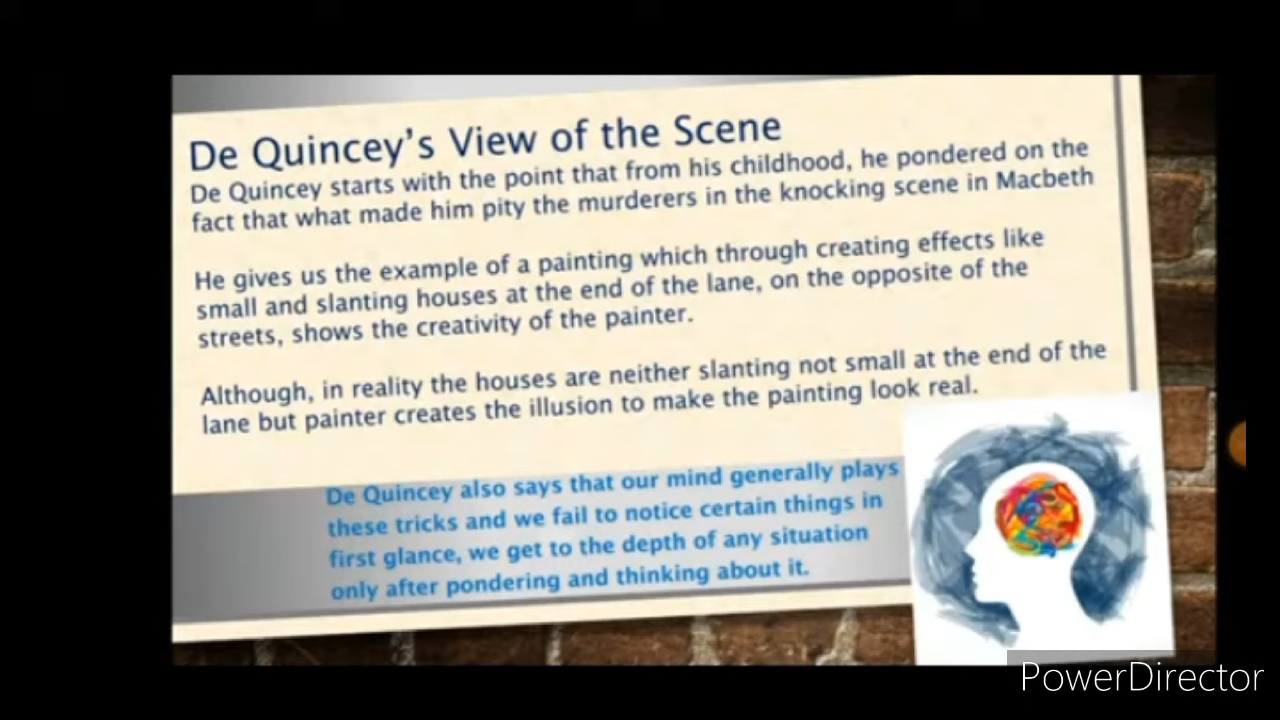 De Quincey's View of the Scene
De Quincey starts with the point that from his childhood, he pondered on the
fact that what made him pity the murderers in the knocking scene in Macbeth
He gives us the example of a painting which through creating effects like
small and slanting houses at the end of the lane, on the opposite of the
streets, shows the creativity of the painter.
Although, in reality the houses are neither slanting not small at the end of the
lane but painter creates the illusion to make the painting look real.
De Quincey also says that our mind generally plays
these tricks and we fail to notice certain things in
first glance, we get to the depth of any situation
only after pondering and thinking about it.
PowerDirector